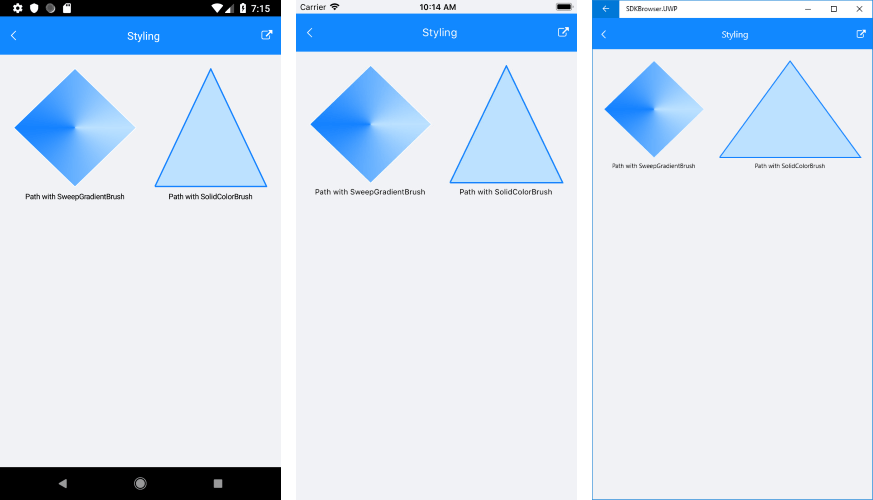 7:15
Styling
Path with SweepGradientBrush
Path with SolidColorBrush
Carrier
10:14 AM
Styling
Path with SweepGradientBrush
Path with SolidColorBrush
SDKBrowser.UWP
Styling
Path with SweepGradientBrush
Path with SolidColorBrush